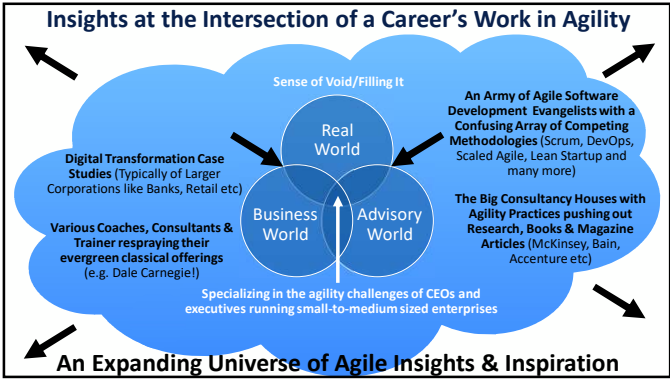 Insights at the Intersection of a Career's Work in Agility
Sense of Void/Filling It
Real
World
Business
World
Advisory
World
Digital Transformation Case
Studies (Typically of Larger
Corporations like Banks, Retail etc)
Various Coaches, Consultants &
Trainer respraying their
evergreen classical offerings
(e.g. Dale Carnegie!)
An Army of Agile Software
Development Evangelists with a
Confusing Array of Competing
Methodologies (Scrum, DevOps,
Scaled Agile, Lean Startup and
many more)
The Big Consultancy Houses with
Agility Practices pushing out
Research, Books & Magazine
Articles (McKinsey, Bain,
Accenture etc)
Specializing in the agility challenges of CEOs and
executives running small-to-medium sized enterprises
An Expanding Universe of Agile Insights & Inspiration